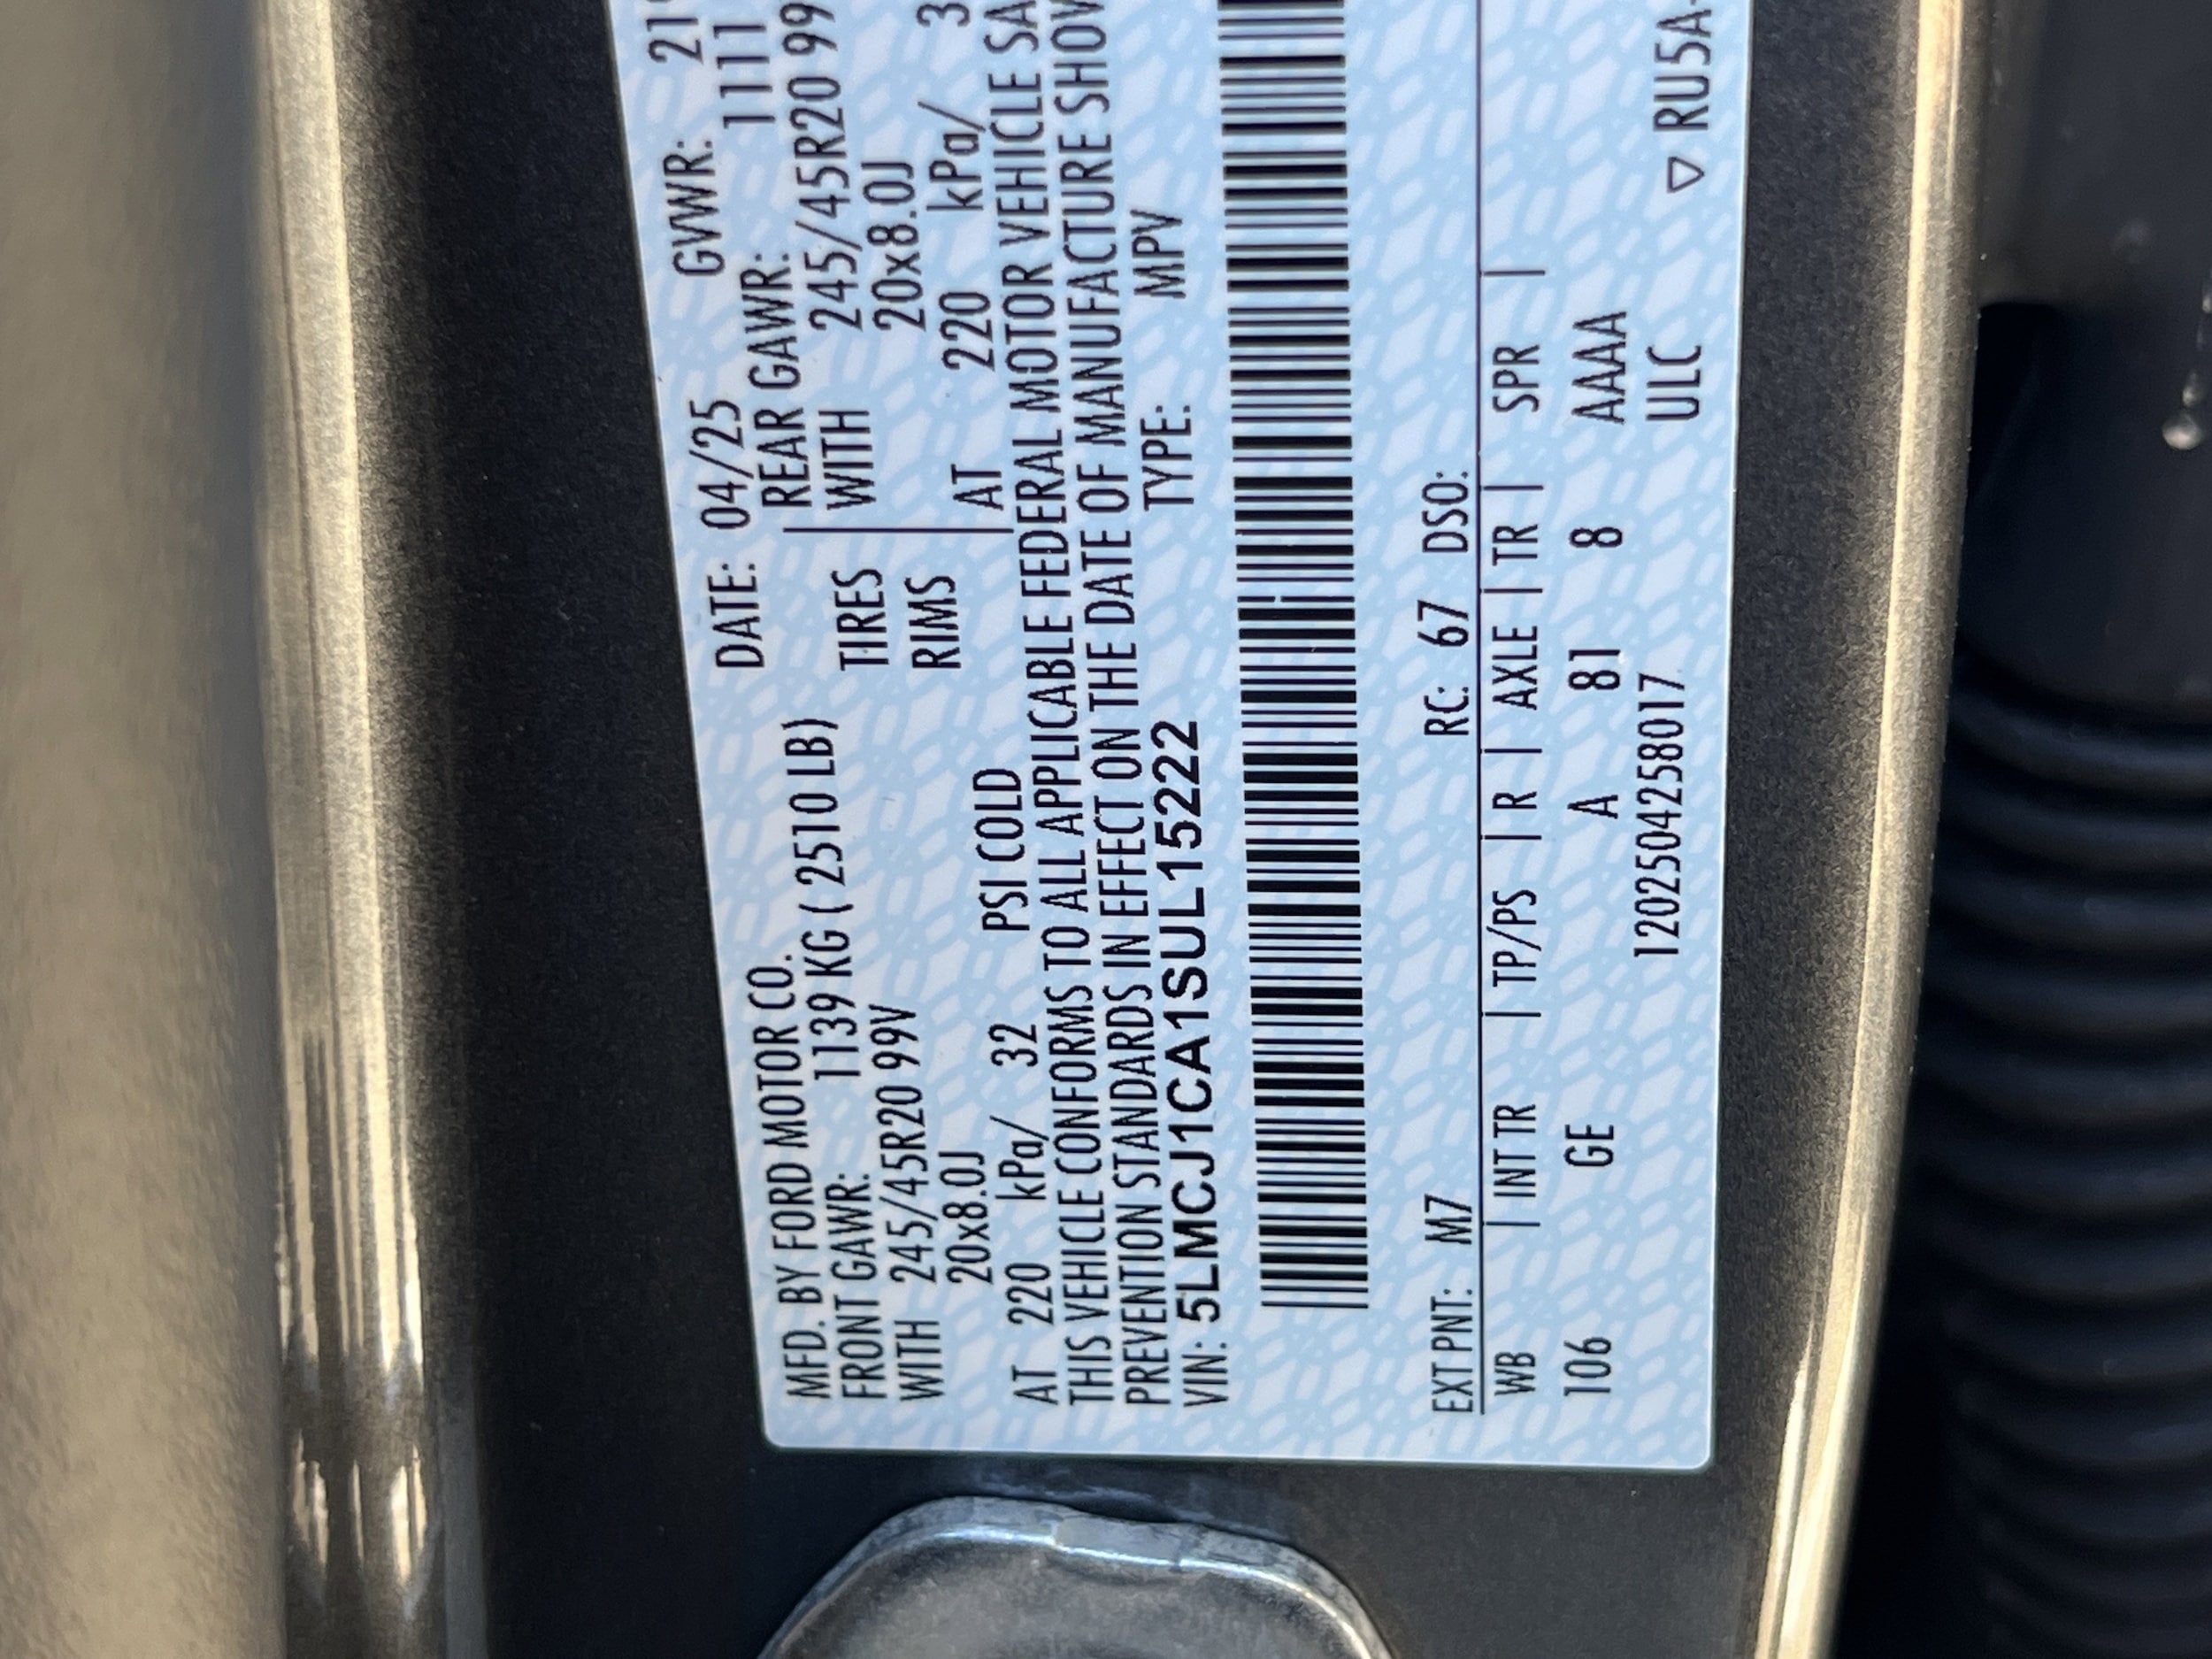 MFD. BY FORD MOTOR CO. DATE: 04/25 GVWR:
FRONT GAWR: 1139 KG ( 2510 LB) REAR GAWR: 1111
WITH 245/45R20 99V TIRES WITH 245/45R20 99
20x8.0J RIMS 20x8.0J
AT 220 kPa/ 32 PSI COLD AT 220 kPa/ 3
THIS VEHICLE CONFORMS TO ALL APPLICABLE FEDERAL MOTOR VEHICLE SA
PREVENTION STANDARDS IN EFFECT ON THE DATE OF MANUFACTURE SHOW
VIN: 5LMCJ1CA1SUL15222 TYPE: MPV
EXT PNT: M7 RC: 67 DSO:
WB | INT TR | TP/PS | R | AXLE | TR | SPR |
106 GE A 81 8 AAAA
1202504258017 ULC
▽ RU5A-